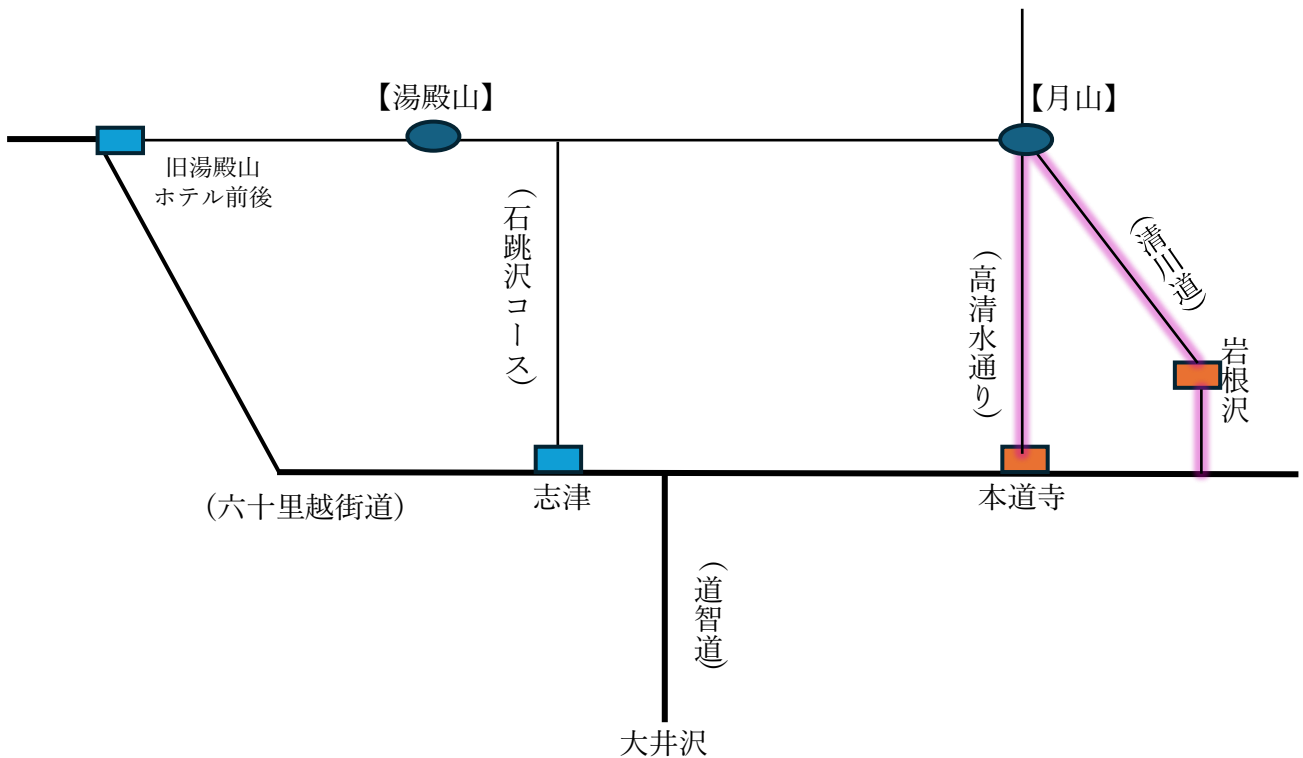 【湯殿山】
【月山】
旧湯殿山
ホテル前後
（石跳沢コース）
（清川道）
（高清水通り）
岩根沢
（六十里越街道）
志津
本道寺
（道智道）
大井沢